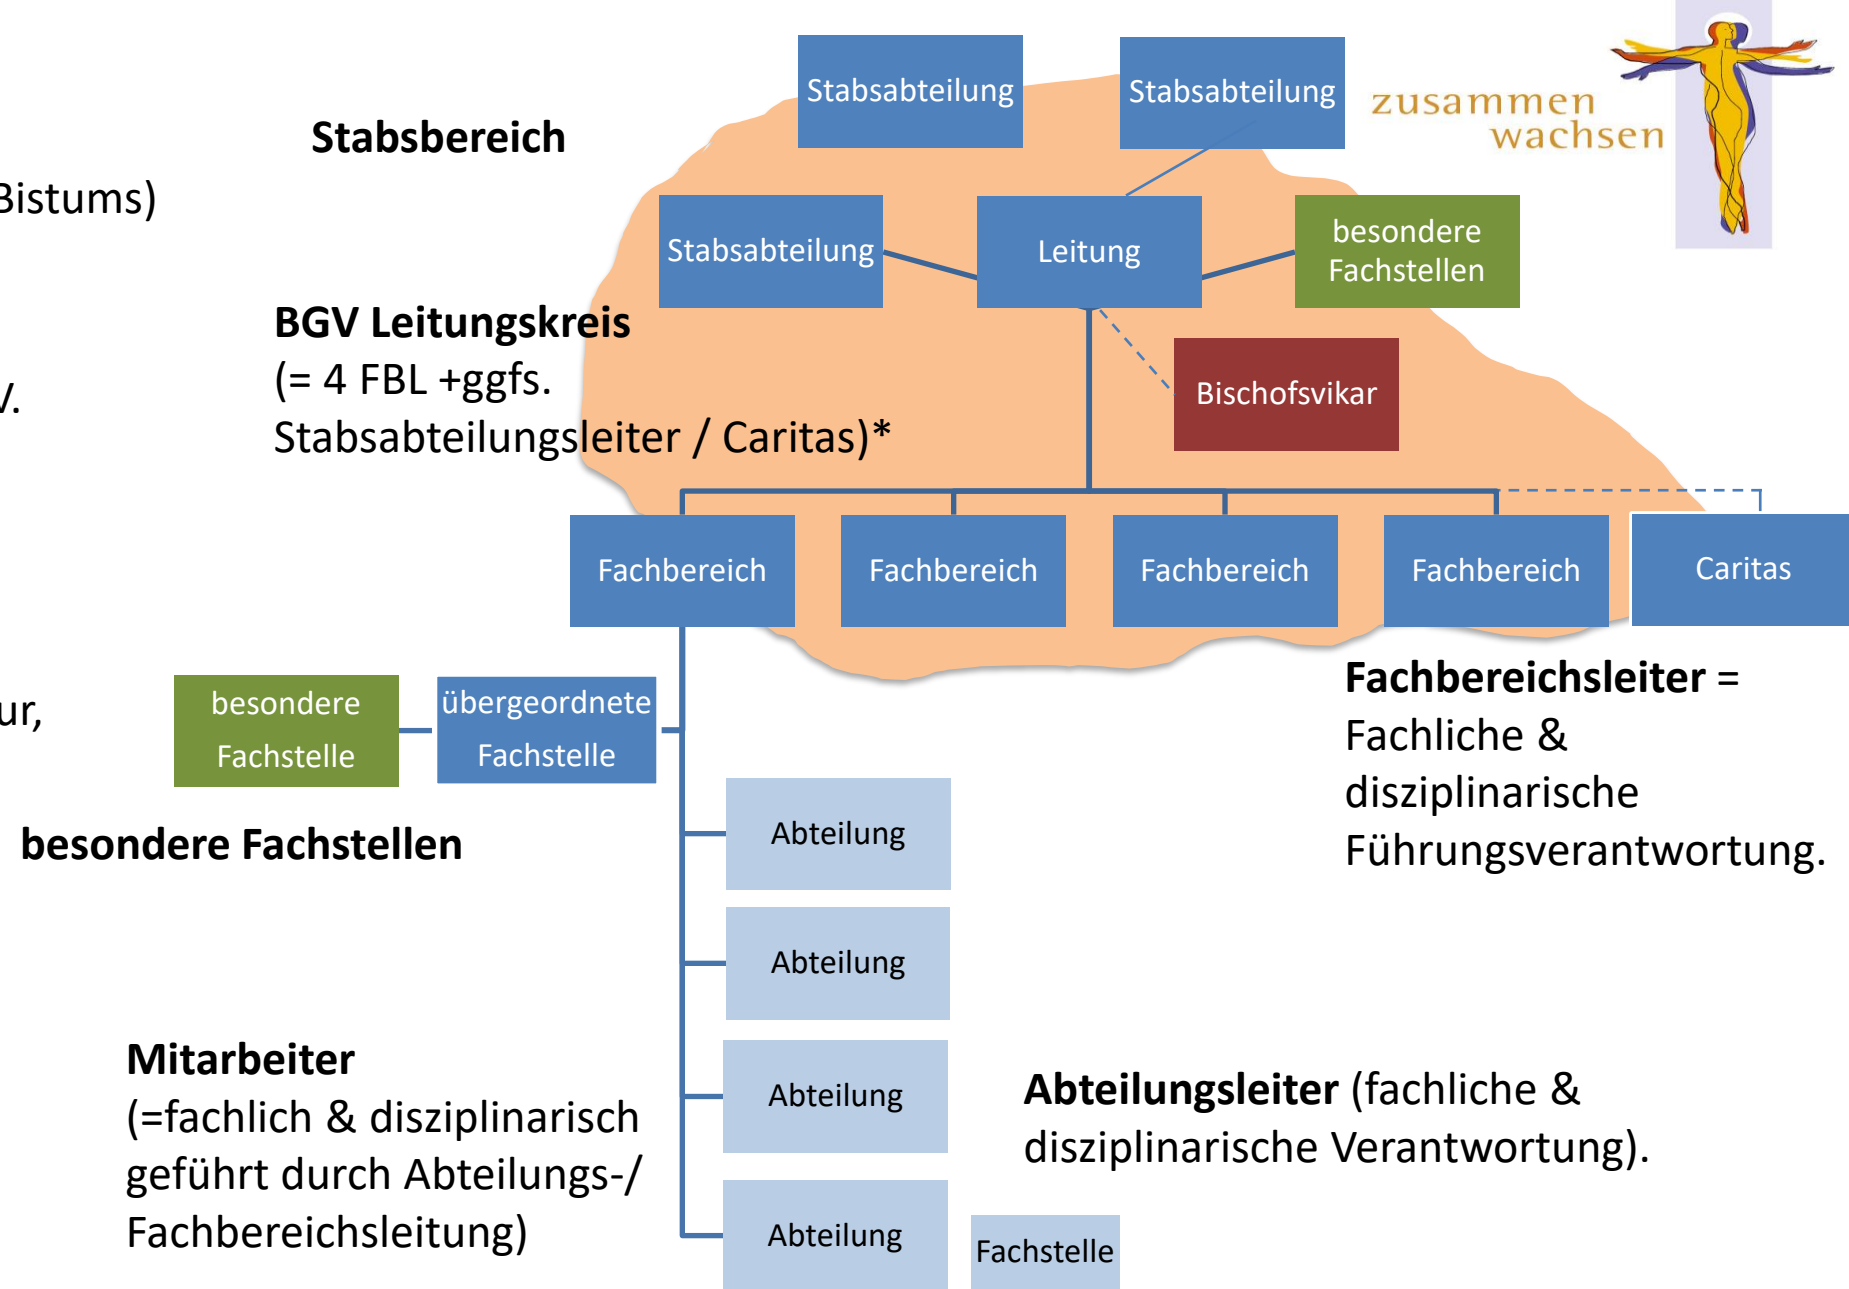 Stabsabteilung
Stabsabteilung
zusammen
wachsen
Stabsbereich
Bistums)
Stabsabteilung
Leitung
besondere
Fachstellen
BGV Leitungskreis
(= 4 FBL +ggfs.
Stabsabteilungsleiter / Caritas)*
V.
Bischofsvikar
Fachbereich
Fachbereich
Fachbereich
Fachbereich
Caritas
ur,
besondere
Fachstelle
übergeordnete
Fachstelle
Fachbereichsleiter =
Fachliche &
disziplinarische
Führungsverantwortung.
besondere Fachstellen
Abteilung
Abteilung
Mitarbeiter
(=fachlich & disziplinarisch
geführt durch Abteilungs-/
Fachbereichsleitung)
Abteilung
Abteilungsleiter (fachliche &
disziplinarische Verantwortung).
Abteilung
Fachstelle